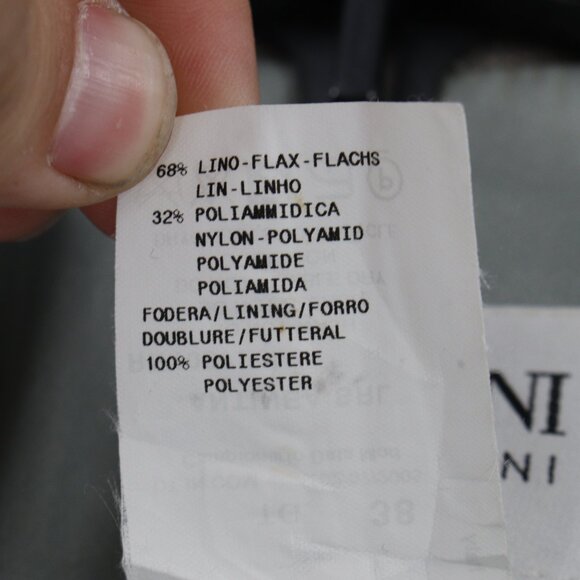 68% LINO-FLAX-FLACHS
LIN-LINHO
32% POLIAMMIDICA
NYLON-POLYAMID
POLYAMIDE
POLIAMIDA
FODERA/LINING/FORRO
DOUBLURE/FUTTERAL
100% POLIESTERE
POLYESTER
NI
NI